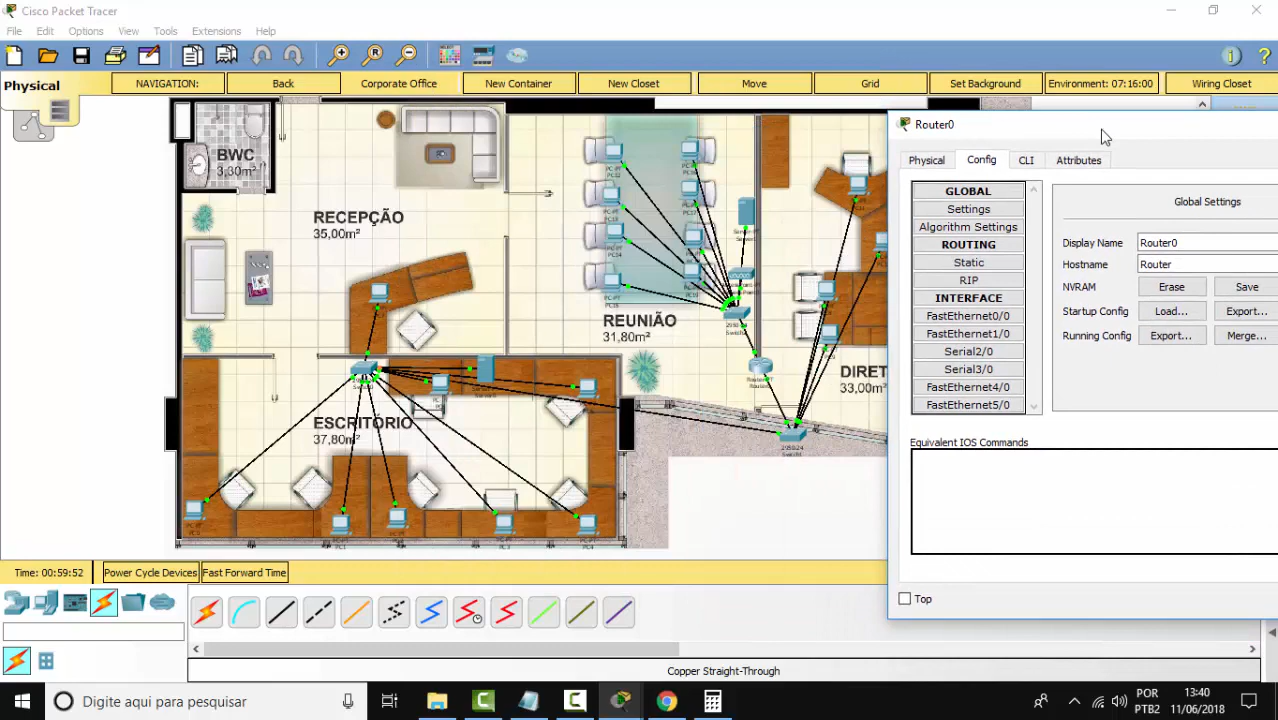 Cisco Packet Tracer
File Edit Options View Tools Extensions Help
Physical
NAVIGATION: Back Corporate Office New Container New Closet Move Grid Set Background Environment: 07:16:00 Wiring Closet
BWC
3,30m²
RECEPÇÃO
35,00m²
REUNIÃO
31,80m²
DIRET
33,00m²
ESCRITÓRIO
37,80m²
Router0
Physical Config CLI Attributes
GLOBAL
Settings
Algorithm Settings
ROUTING
Static
RIP
INTERFACE
FastEthernet0/0
FastEthernet1/0
Serial2/0
Serial3/0
FastEthernet4/0
FastEthernet5/0
Global Settings
Display Name Router0
Hostname Router
NVRAM Erase Save
Startup Config Load... Export...
Running Config Export... Merge...
Equivalent IOS Commands
Top
Time: 00:59:52 Power Cycle Devices Fast Forward Time
Copper Straight-Through
Digite aqui para pesquisar
POR
PTB2
13:40
11/06/2018